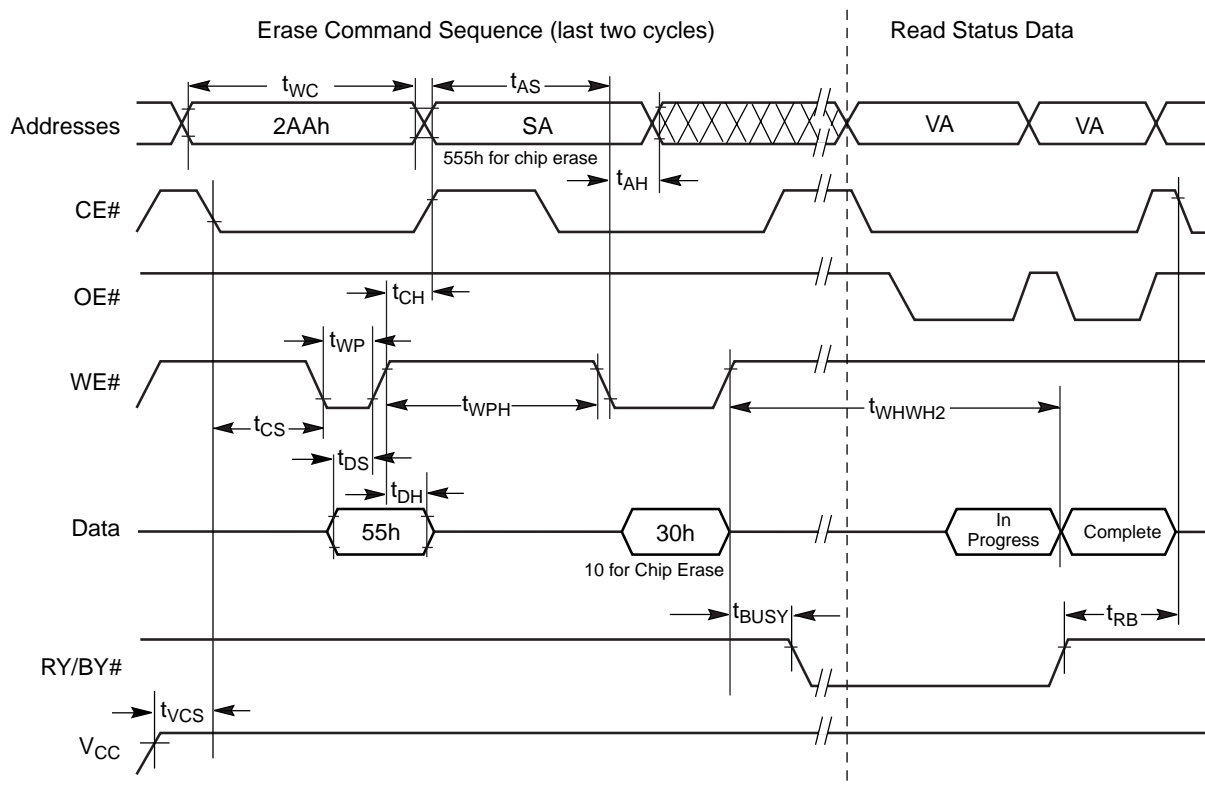 Erase Command Sequence (last two cycles)
Read Status Data
tWC
tAS
Addresses
2AAh
SA
VA
VA
555h for chip erase
tAH
CE#
OE#
tCH
tWP
WE#
tWPH
tWHWH2
tCS
tDS
tDH
Data
55h
30h
In
Progress
Complete
10 for Chip Erase
tBUSY
tRB
RY/BY#
tVCS
VCC